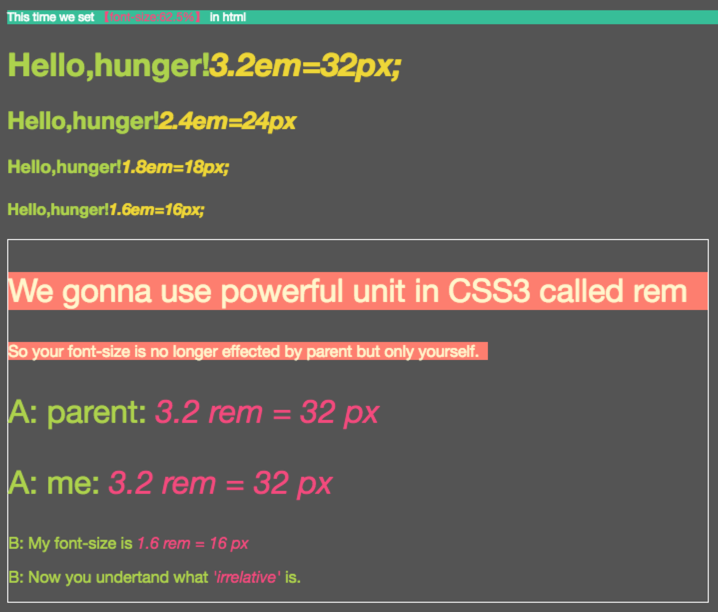 This time we set 【font-size:62.5%】 in html
Hello,hunger!3.2em=32px;
Hello,hunger!2.4em=24px
Hello,hunger!1.8em=18px;
Hello,hunger!1.6em=16px;
We gonna use powerful unit in CSS3 called rem
So your font-size is no longer effected by parent but only yourself.
A: parent: 3.2 rem = 32 px
A: me: 3.2 rem = 32 px
B: My font-size is 1.6 rem = 16 px
B: Now you undertand what 'irrelative' is.